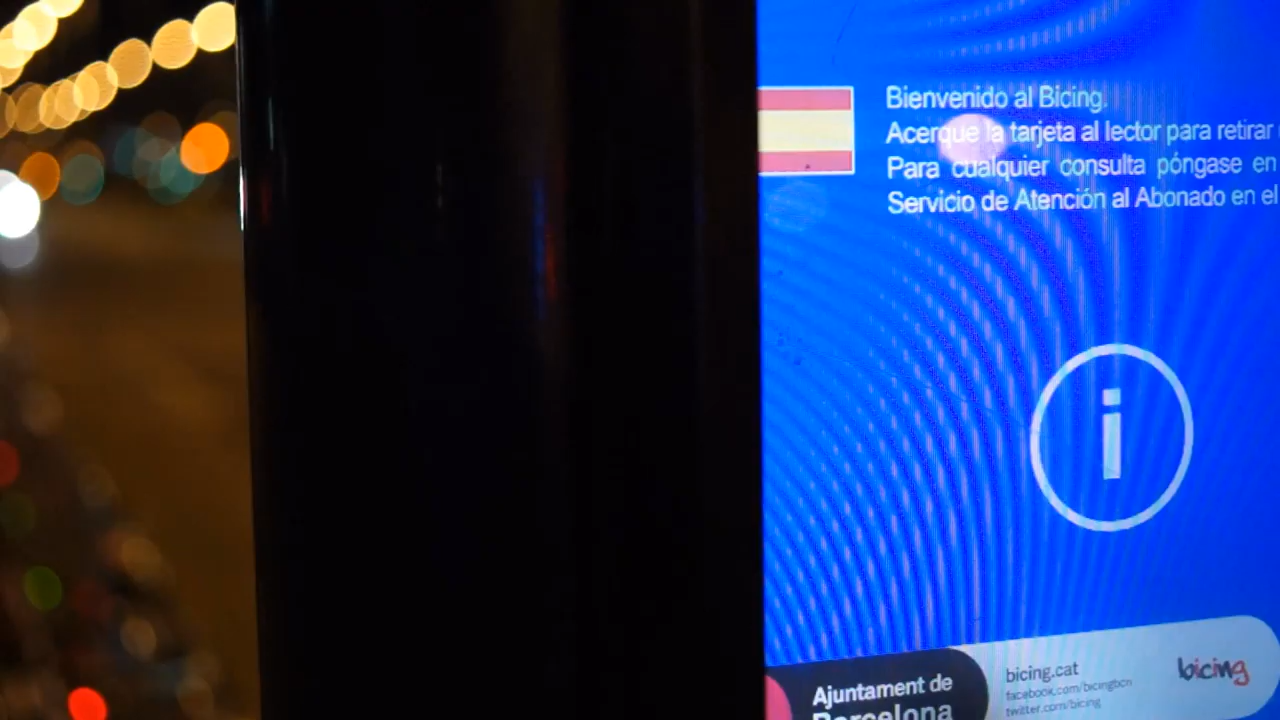 Bienvenido al Bicing.
Acerque la tarjeta al lector para retirar
Para cualquier consulta póngase en
Servicio de Atención al Abonado en el
i
Ajuntament de
Barcelona
bicing.cat
facebook.com/bicingbcn
twitter.com/bicing
bicing